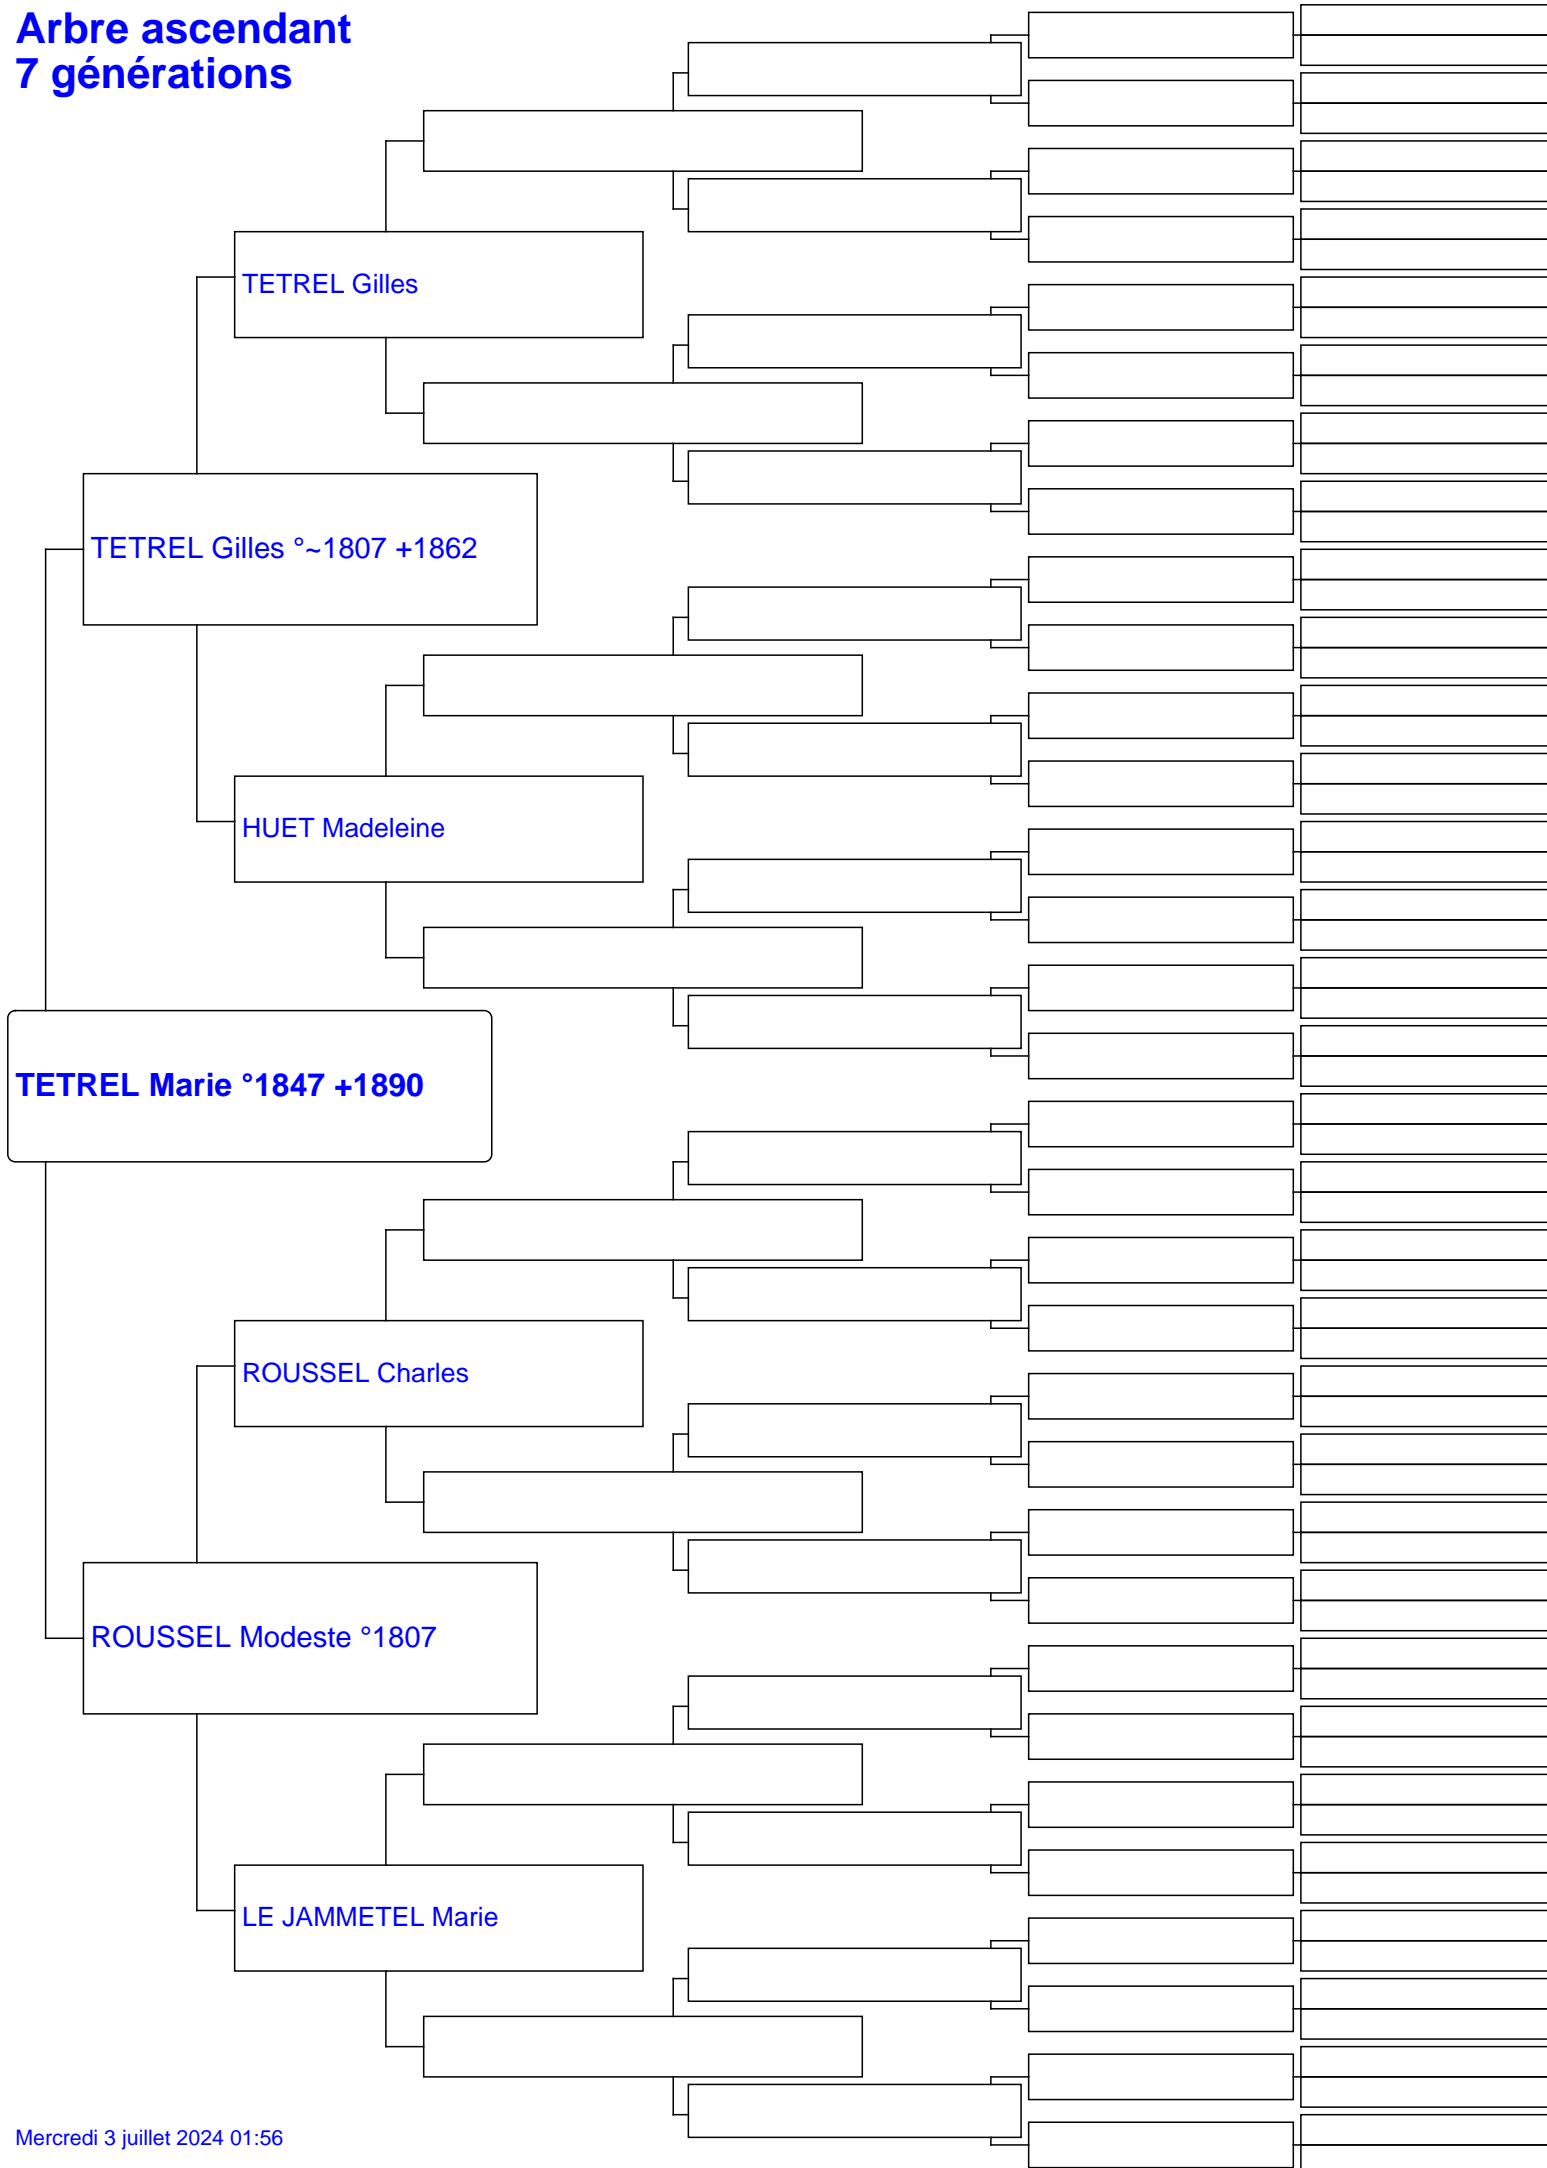 Arbre ascendant
7 générations
TETREL Gilles
TETREL Gilles °~1807 +1862
HUET Madeleine
TETREL Marie °1847 +1890
ROUSSEL Charles
ROUSSEL Modeste °1807
LE JAMMETEL Marie
Mercredi 3 juillet 2024 01:56